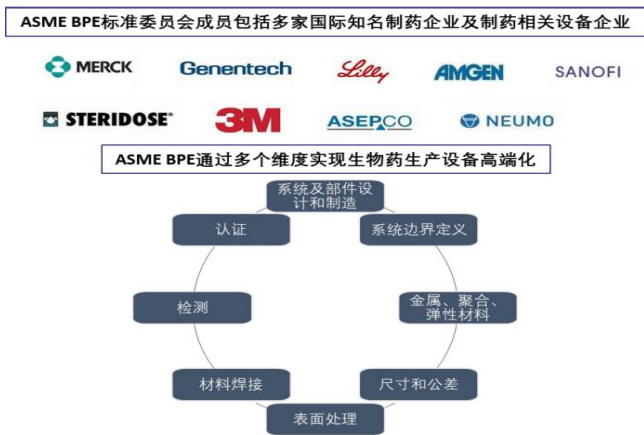 ASME BPE标准委员会成员包括多家国际知名制药企业及制药相关设备企业
MERCK
Genentech
Lilly
AMGEN
SANOFI
STERIDOSE®
3M
ASEPCO
NEUMO
ASME BPE通过多个维度实现生物药生产设备高端化
系统及部件设
计和制造
认证
系统边界定义
检测
金属、聚合、
弹性材料
材料焊接
尺寸和公差
表面处理